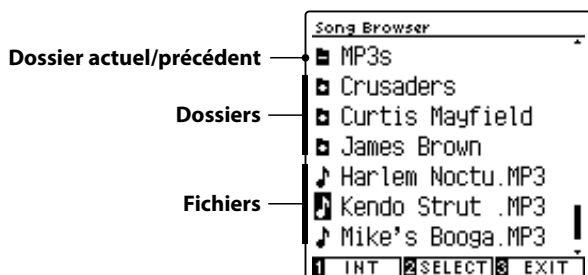 Song Browser
Dossier actuel/précédent
MP3s
Dossiers
Crusaders
Curtis Mayfield
James Brown
Fichiers
Harlem Noctu.MP3
Kendo Strut .MP3
Mike's Booga.MP3
1 INT 2 SELECT 3 EXIT